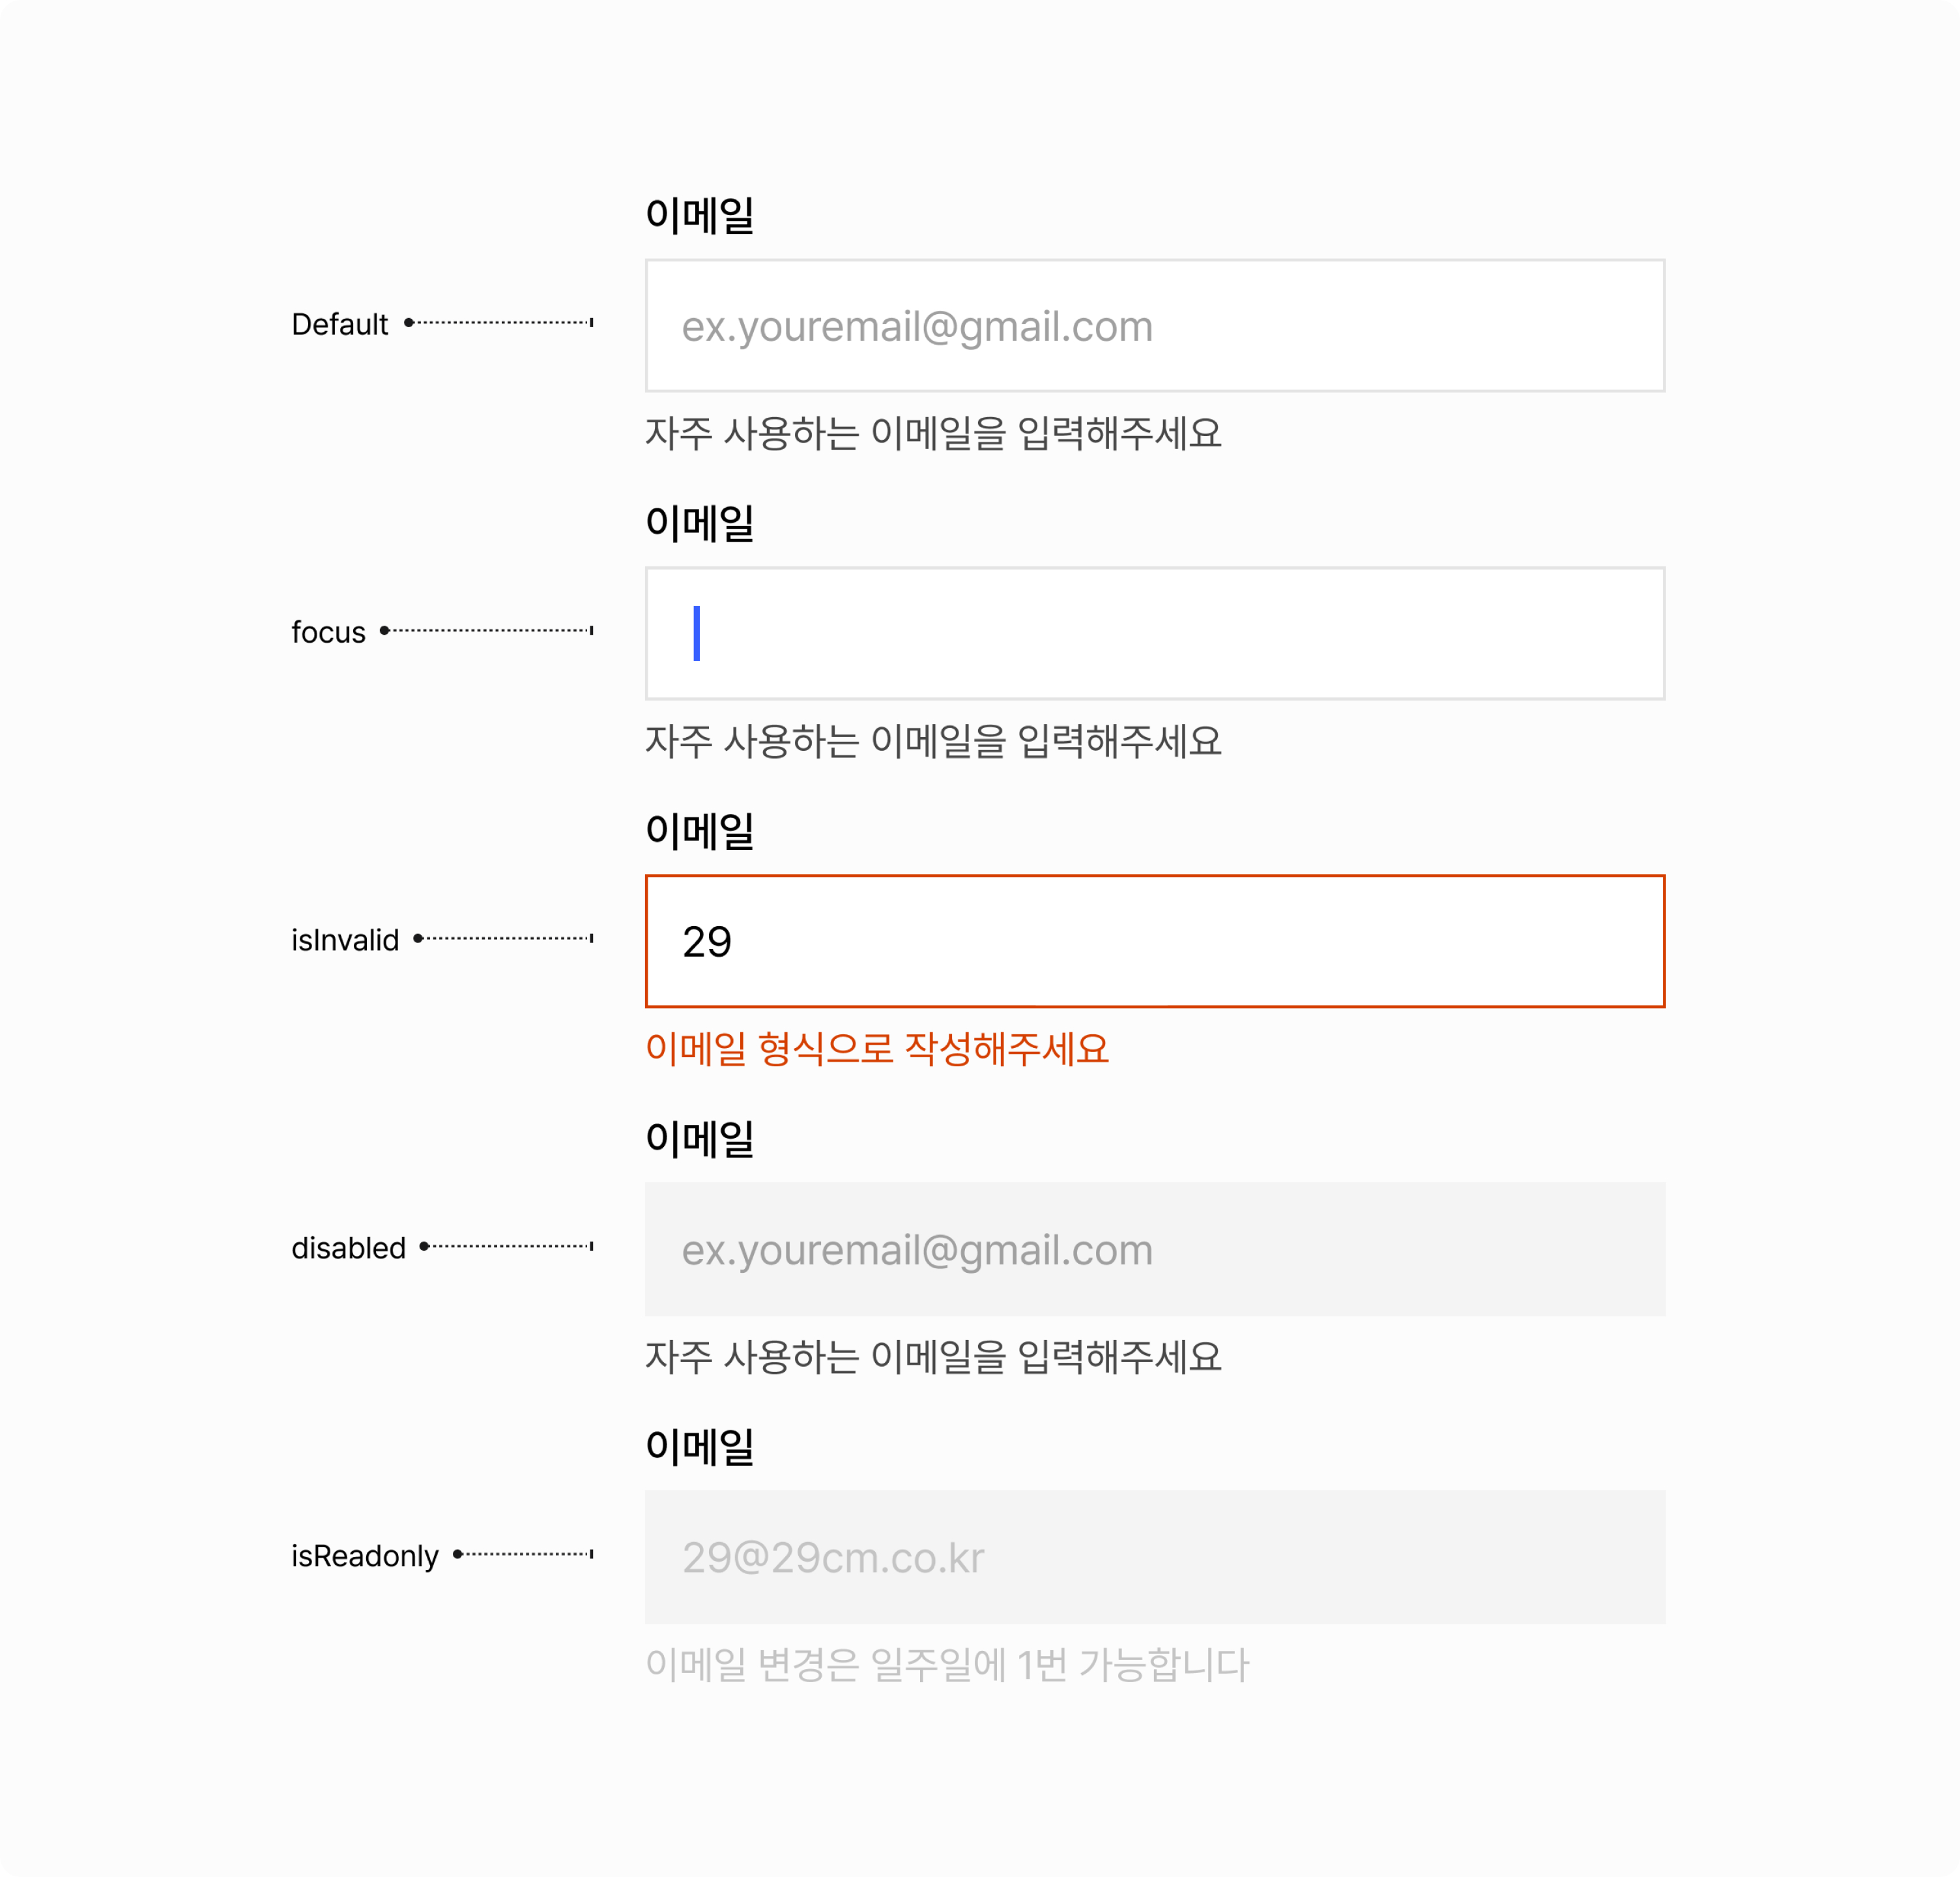 이메일
Default
ex.youremail@gmail.com
자주 사용하는 이메일을 입력해주세요
이메일
focus
자주 사용하는 이메일을 입력해주세요
이메일
isInvalid
29
이메일 형식으로 작성해주세요
이메일
disabled
ex.youremail@gmail.com
자주 사용하는 이메일을 입력해주세요
이메일
isReadonly
29@29cm.co.kr
이메일 변경은 일주일에 1번 가능합니다